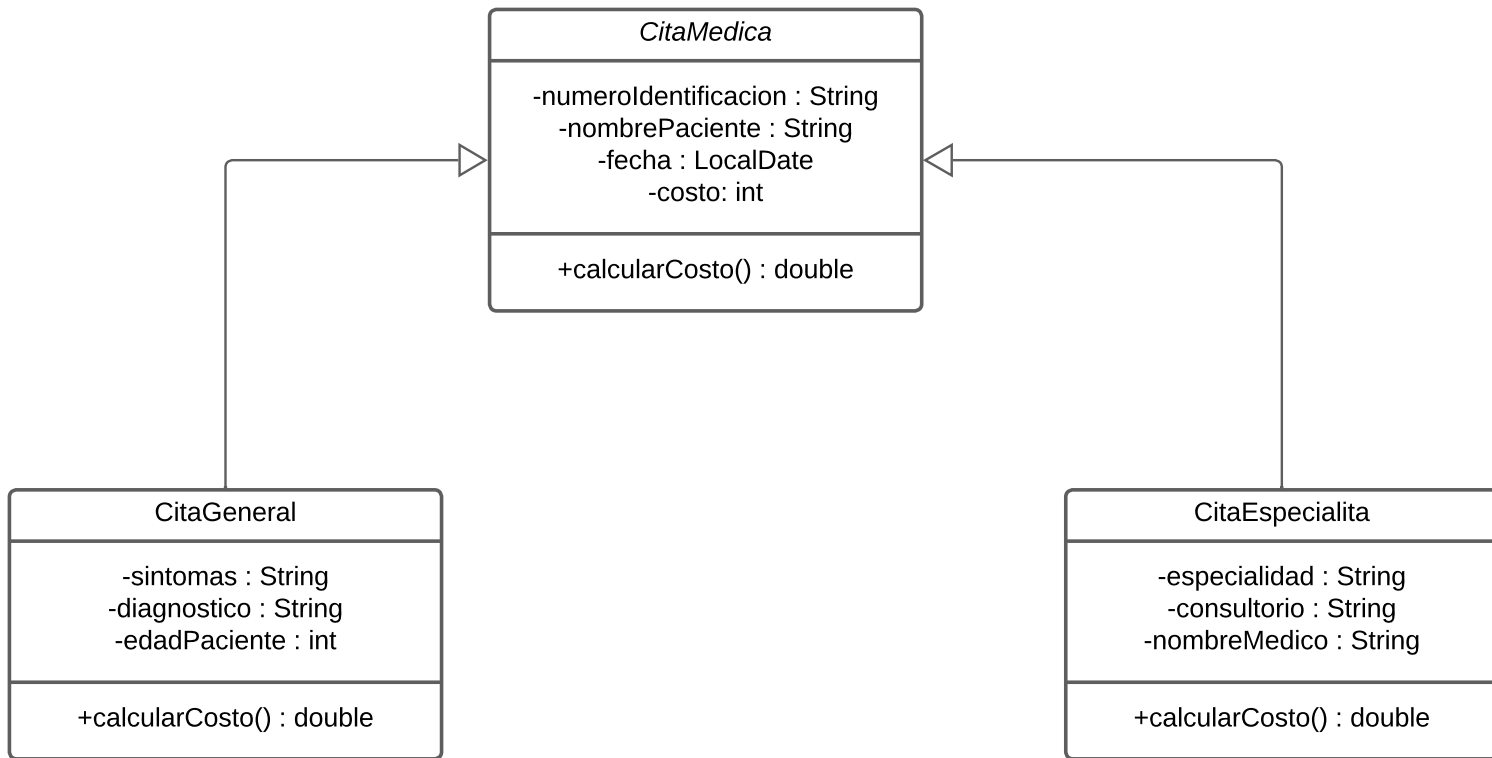 CitaMedica
-numeroIdentificacion : String
-nombrePaciente : String
-fecha : LocalDate
-costo: int
+calcularCosto() : double
CitaGeneral
-sintomas : String
-diagnostico : String
-edadPaciente : int
+calcularCosto() : double
CitaEspecialita
-especialidad : String
-consultorio : String
-nombreMedico : String
+calcularCosto() : double